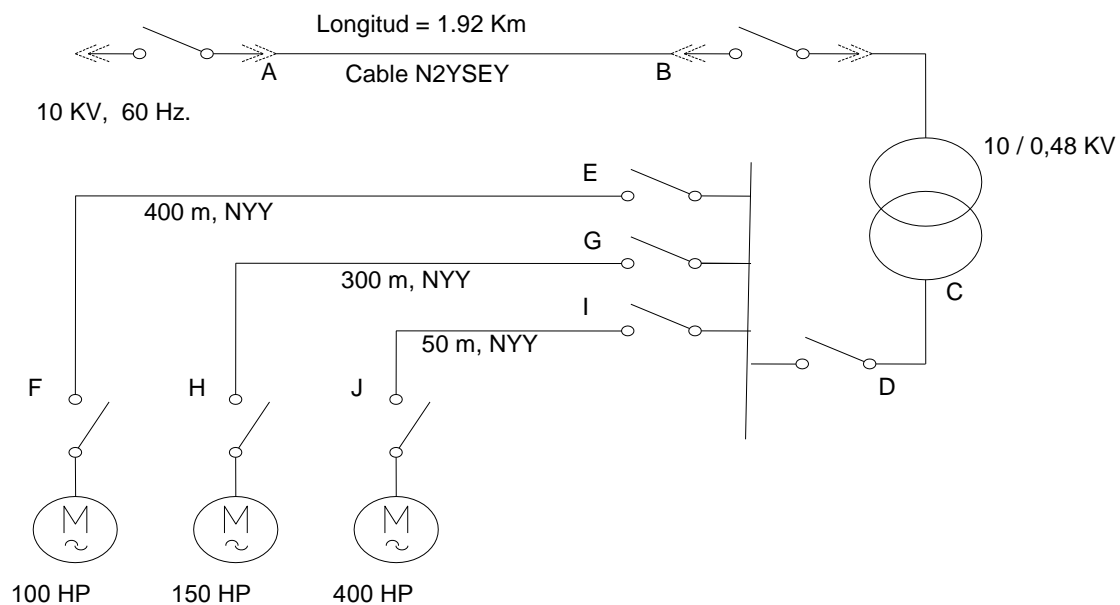 Longitud = 1.92 Km
A
B
Cable N2YSEY
10 KV, 60 Hz.
10 / 0,48 KV
E
400 m, NYY
G
300 m, NYY
C
I
50 m, NYY
D
F
H
J
M
M
M
100 HP
150 HP
400 HP